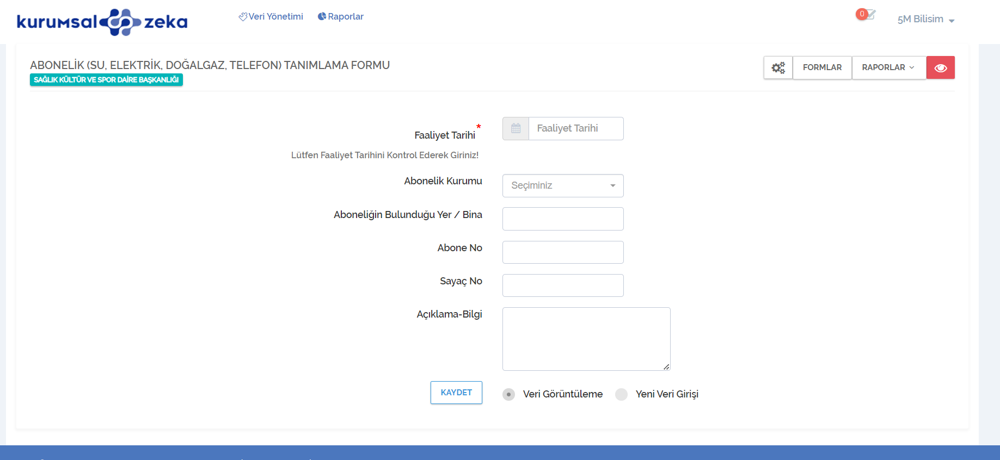 kurumsal zeka
Veri Yönetimi
Raporlar
0
5M Bilisim
ABONELİK (SU, ELEKTRİK, DOĞALGAZ, TELEFON) TANIMLAMA FORMU
SAĞLIK KÜLTÜR VE SPOR DAİRE BAŞKANLIĞI
FORMLAR
RAPORLAR
Faaliyet Tarihi *
Faaliyet Tarihi
Lütfen Faaliyet Tarihini Kontrol Ederek Giriniz!
Abonelik Kurumu
Seçiminiz
Aboneliğin Bulunduğu Yer / Bina
Abone No
Sayaç No
Açıklama-Bilgi
KAYDET
Veri Görüntüleme
Yeni Veri Girişi